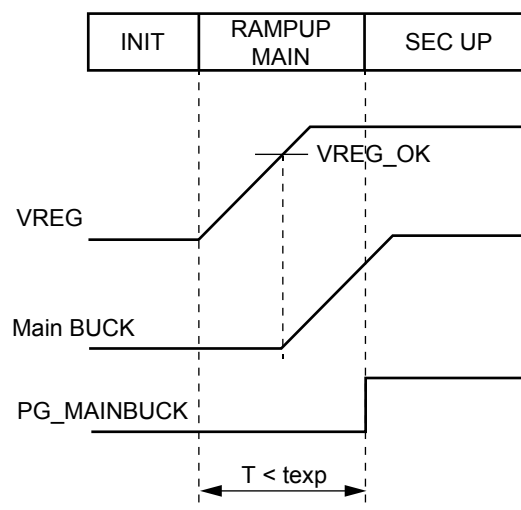 INIT
RAMPUP
MAIN
SEC UP
VREG_OK
VREG
Main BUCK
PG_MAINBUCK
T < texp